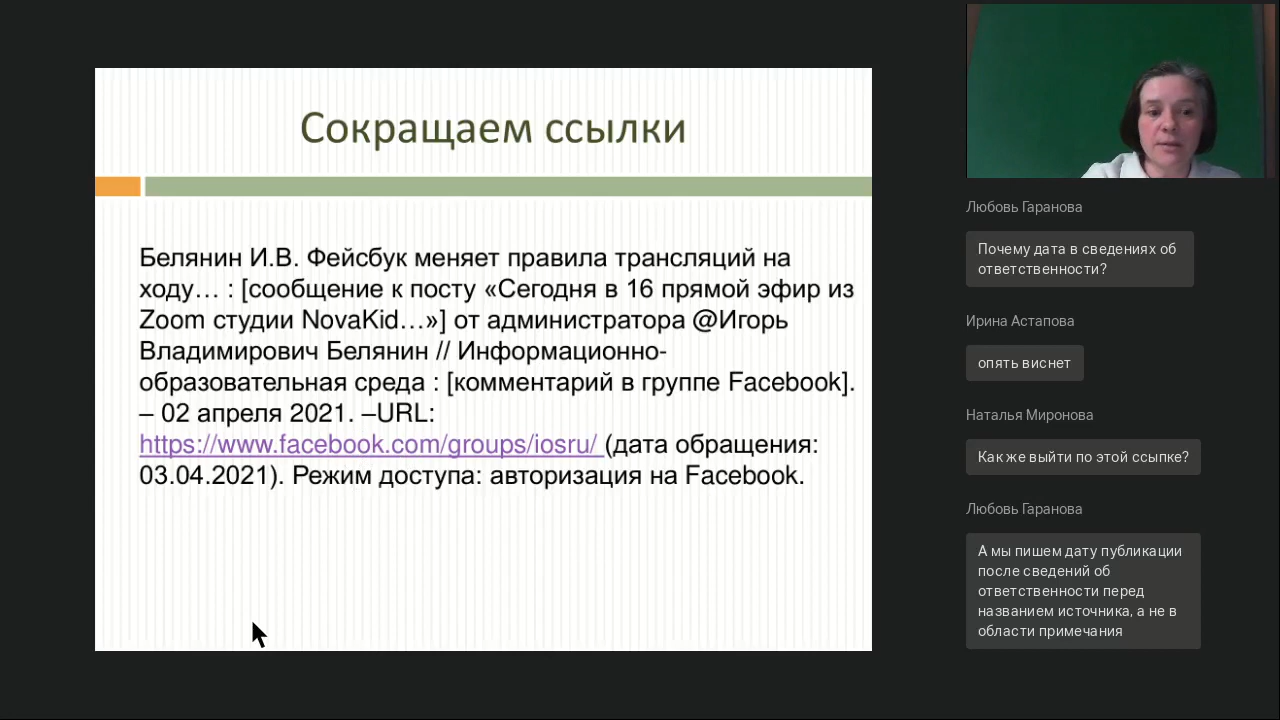 Сокращаем ссылки
Белянин И.В. Фейсбук меняет правила трансляций на
ходу… : [сообщение к посту «Сегодня в 16 прямой эфир из
Zoom студии NovaKid…»] от администратора @Игорь
Владимирович Белянин // Информационно-
образовательная среда : [комментарий в группе Facebook].
– 02 апреля 2021. –URL:
https://www.facebook.com/groups/iosru/ (дата обращения:
03.04.2021). Режим доступа: авторизация на Facebook.
Любовь Гаранова
Почему дата в сведениях об
ответственности?
Ирина Астапова
опять виснет
Наталья Миронова
Как же выйти по этой ссыпке?
Любовь Гаранова
А мы пишем дату публикации
после сведений об
ответственности перед
названием источника, а не в
области примечания